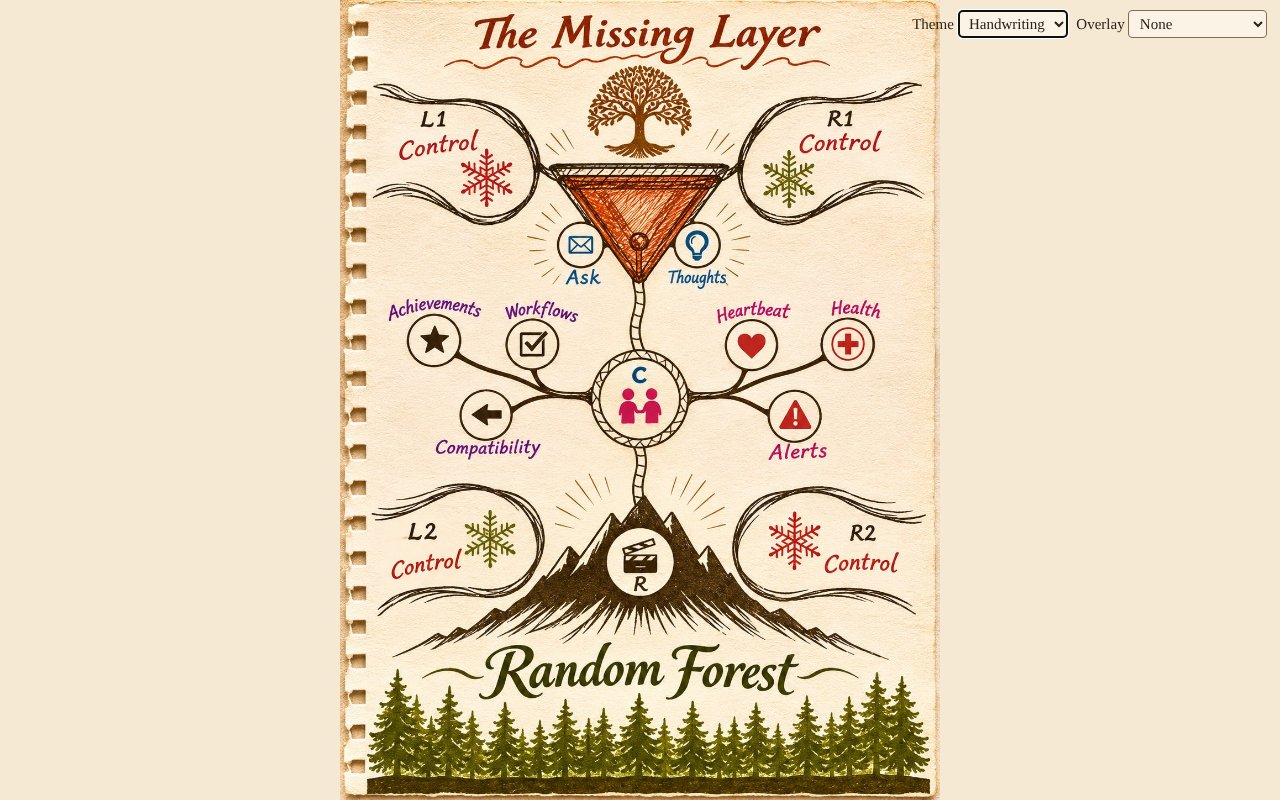 The Missing Layer
Theme Handwriting Overlay None
L1
Control
R1
Control
Ask
Thoughts
Achievements
Workflows
Heartbeat
Health
C
Compatibility
Alerts
L2
Control
R2
Control
R
Random Forest